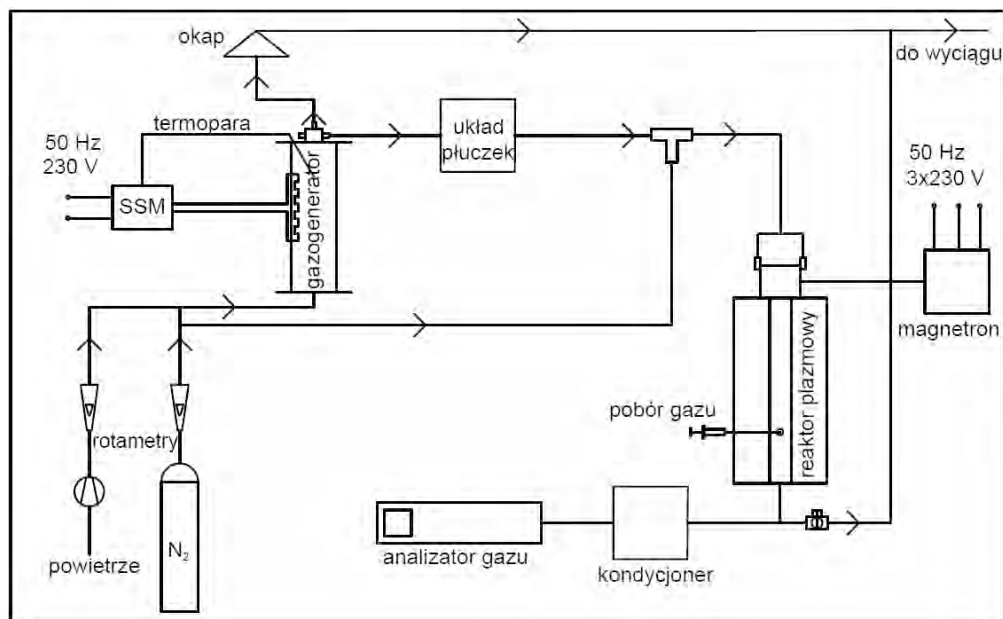 okap
do wyciągu
termopara
50 Hz
230 V
układ
płuczek
50 Hz
3x230 V
SSM
gazogenerator
magnetron
reaktor plazmowy
pobór gazu
rotametry
N2
powietrze
analizátor gazu
kondycjoner